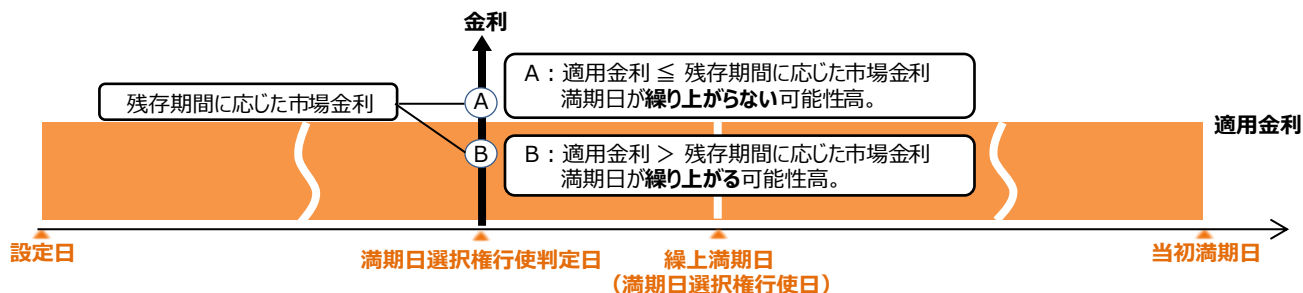 金利
A：適用金利 ≦ 残存期間に応じた市場金利
満期日が繰り上がらない可能性高。
残存期間に応じた市場金利
A
適用金利
B
B：適用金利 ＞ 残存期間に応じた市場金利
満期日が繰り上がる可能性高。
設定日
満期日選択権行使判定日
繰上満期日
（満期日選択権行使日）
当初満期日